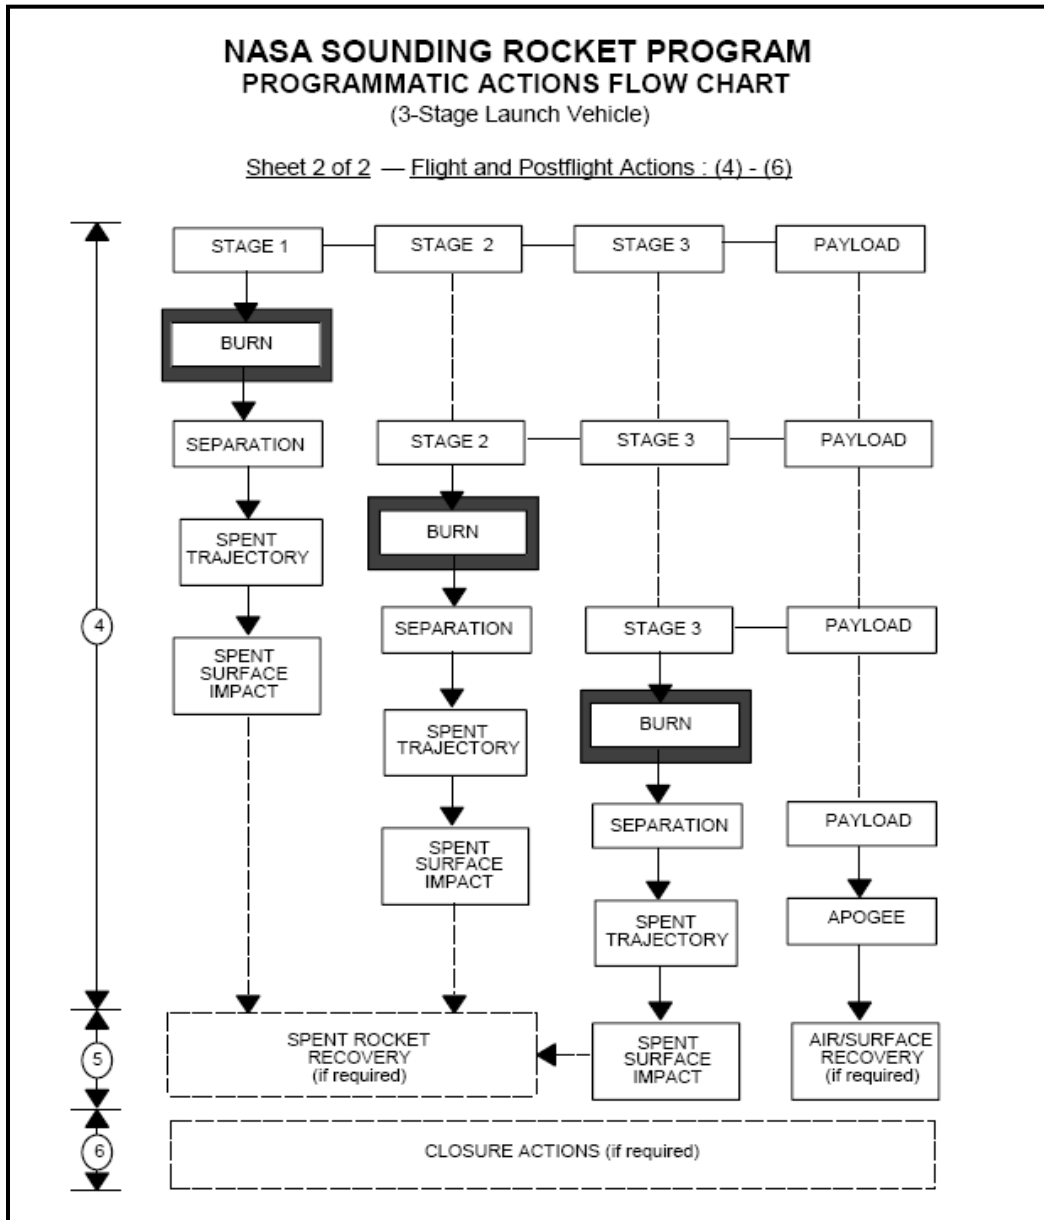 NASA SOUNDING ROCKET PROGRAM
PROGRAMMATIC ACTIONS FLOW CHART
(3-Stage Launch Vehicle)
Sheet 2 of 2 — Flight and Postflight Actions : (4) - (6)
STAGE 1
STAGE 2
STAGE 3
PAYLOAD
BURN
SEPARATION
STAGE 2
STAGE 3
PAYLOAD
SPENT
TRAJECTORY
BURN
4
SPENT
SURFACE
IMPACT
SEPARATION
STAGE 3
PAYLOAD
SPENT
TRAJECTORY
BURN
SPENT
SURFACE
IMPACT
SEPARATION
PAYLOAD
SPENT
TRAJECTORY
APOGEE
5
SPENT ROCKET
RECOVERY
(if required)
SPENT
SURFACE
IMPACT
AIR/SURFACE
RECOVERY
(if required)
6
CLOSURE ACTIONS (if required)